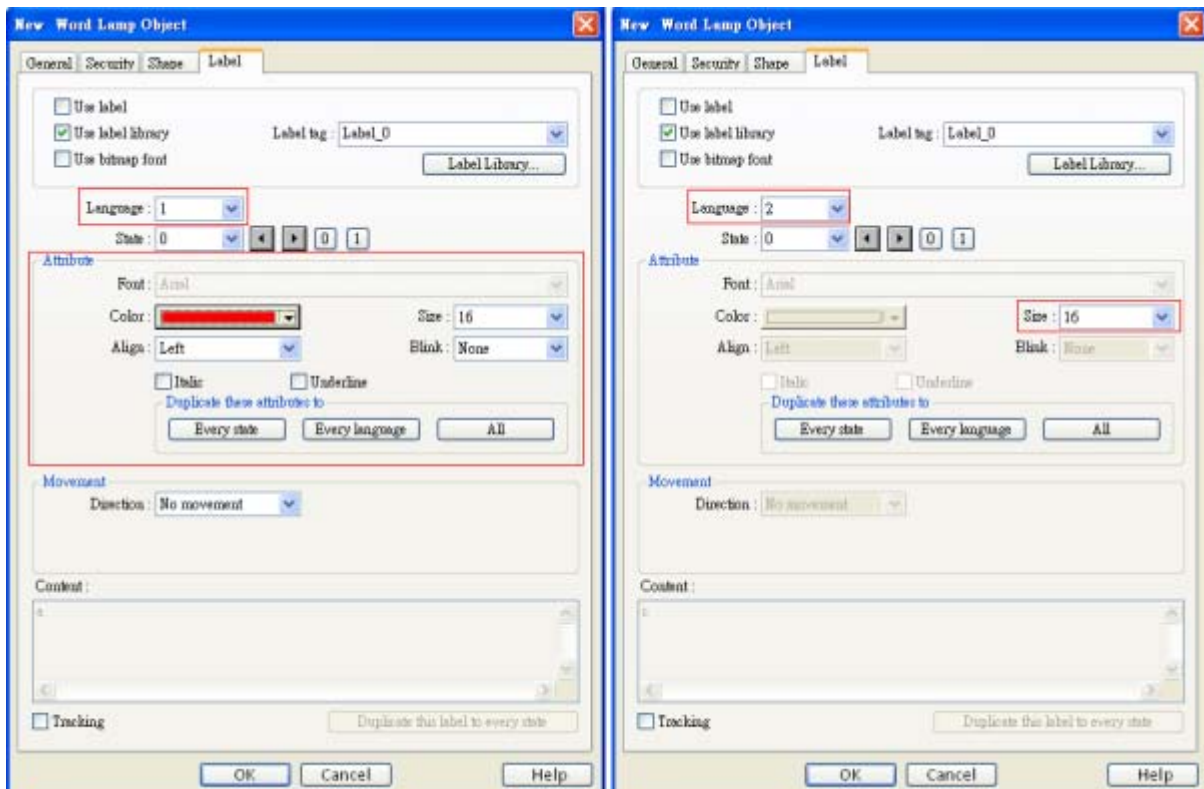 New Word Lamp Object
General Security Shape Label
Use label
Use label library Label tag : Label_0
Use bitmap font Label Library...
Language : 1
State : 0 0 1
Attribute
Font : Arial
Color : Size : 16
Align : Left Blink : None
Italic Underline
Duplicate these attributes to
Every state Every language All
Movement
Direction : No movement
Content :
Tracking Duplicate this label to every state
OK Cancel Help
New Word Lamp Object
General Security Shape Label
Use label
Use label library Label tag : Label_0
Use bitmap font Label Library...
Language : 2
State : 0 0 1
Attribute
Font : Arial
Color : Size : 16
Align : Left Blink : None
Italic Underline
Duplicate these attributes to
Every state Every language All
Movement
Direction : No movement
Content :
Tracking Duplicate this label to every state
OK Cancel Help